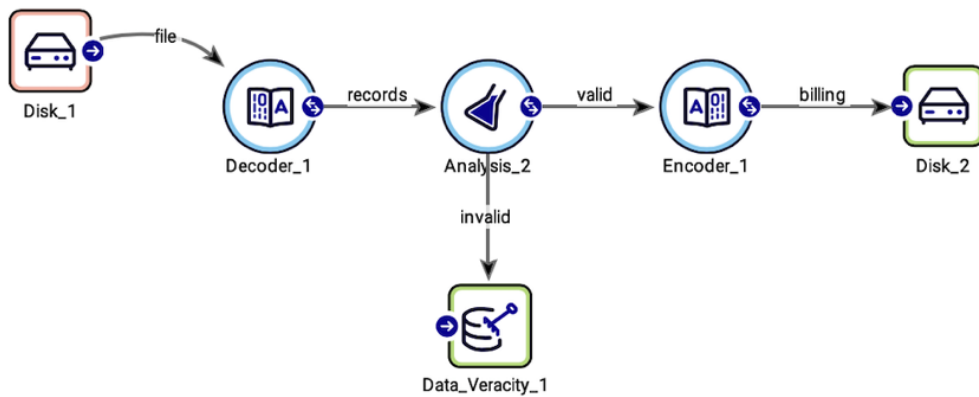 file
Disk_1
records
valid
billing
Decoder_1
Analysis_2
Encoder_1
Disk_2
invalid
Data_Veracity_1